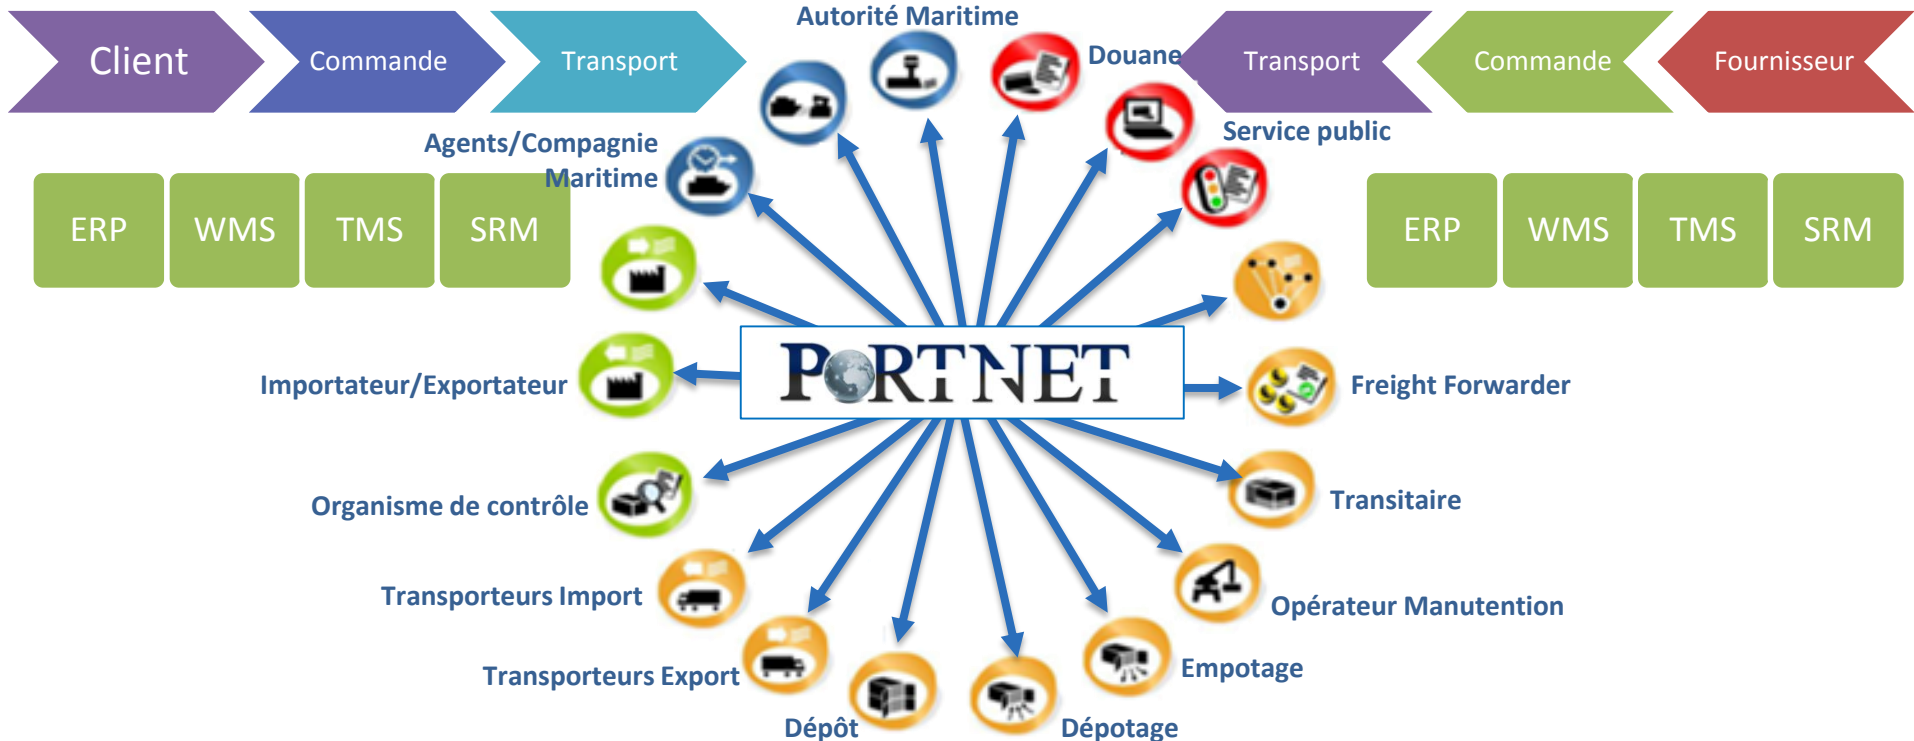 Client
Commande
Transport
Autorité Maritime
Douane
Transport
Commande
Fournisseur
Agents/Compagnie
Maritime
Service public
ERP
WMS
TMS
SRM
ERP
WMS
TMS
SRM
PORTNET
Importateur/Exportateur
Freight Forwarder
Organisme de contrôle
Transitaire
Transporteurs Import
Opérateur Manutention
Transporteurs Export
Empotage
Dépôt
Dépotage